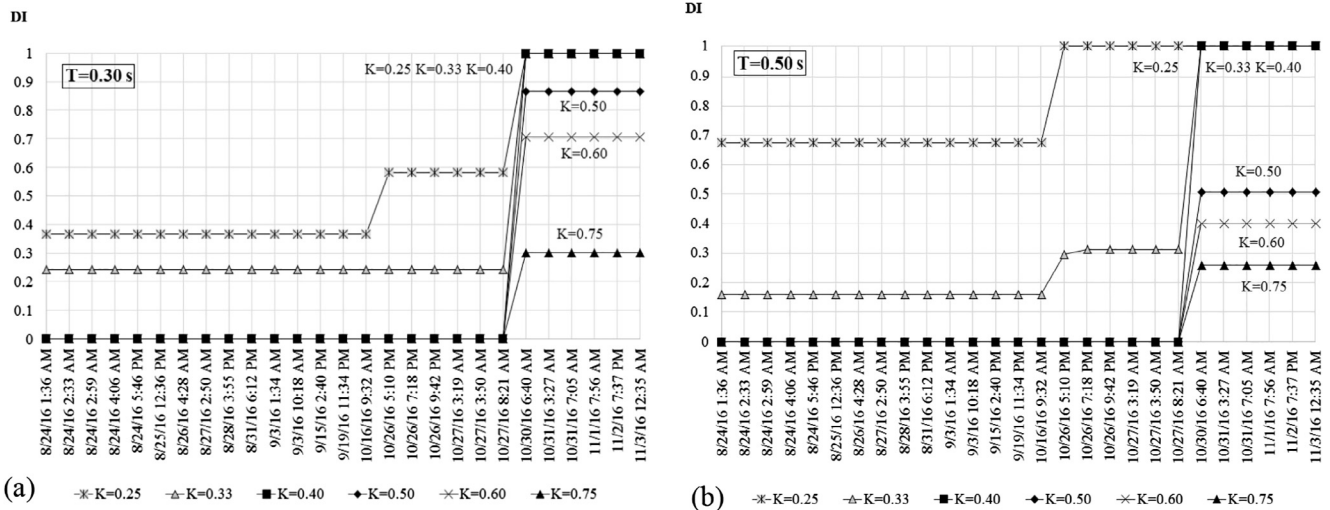 DI
T=0.30 s
1
0.9
0.8
0.7
0.6
0.5
0.4
0.3
0.2
0.1
0
K=0.25 K=0.33 K=0.40
K=0.50
K=0.60
K=0.75
8/24/16 1:36 AM
8/24/16 2:33 AM
8/24/16 2:59 AM
8/24/16 4:06 AM
8/24/16 5:46 PM
8/25/16 12:36 PM
8/26/16 4:28 AM
8/27/16 2:50 AM
8/28/16 3:55 PM
8/31/16 6:12 PM
9/3/16 1:34 AM
9/3/16 10:18 AM
9/15/16 2:40 PM
9/19/16 11:34 PM
10/16/16 9:32 AM
10/26/16 5:10 PM
10/26/16 7:18 PM
10/26/16 9:42 PM
10/27/16 3:19 AM
10/27/16 3:50 AM
10/27/16 8:21 AM
10/30/16 6:40 AM
10/31/16 3:27 AM
10/31/16 7:05 AM
11/1/16 7:56 AM
11/2/16 7:37 PM
11/3/16 12:35 AM
(a)
K=0.25 K=0.33 K=0.40 K=0.50 K=0.60 K=0.75
DI
T=0.50 s
1
0.9
0.8
0.7
0.6
0.5
0.4
0.3
0.2
0.1
0
K=0.25 K=0.33 K=0.40
K=0.50
K=0.60
K=0.75
8/24/16 1:36 AM
8/24/16 2:33 AM
8/24/16 2:59 AM
8/24/16 4:06 AM
8/24/16 5:46 PM
8/25/16 12:36 PM
8/26/16 4:28 AM
8/27/16 2:50 AM
8/28/16 3:55 PM
8/31/16 6:12 PM
9/3/16 1:34 AM
9/3/16 10:18 AM
9/15/16 2:40 PM
9/19/16 11:34 PM
10/16/16 9:32 AM
10/26/16 5:10 PM
10/26/16 7:18 PM
10/26/16 9:42 PM
10/27/16 3:19 AM
10/27/16 3:50 AM
10/27/16 8:21 AM
10/30/16 6:40 AM
10/31/16 3:27 AM
10/31/16 7:05 AM
11/1/16 7:56 AM
11/2/16 7:37 PM
11/3/16 12:35 AM
(b)
K=0.25 K=0.33 K=0.40 K=0.50 K=0.60 K=0.75